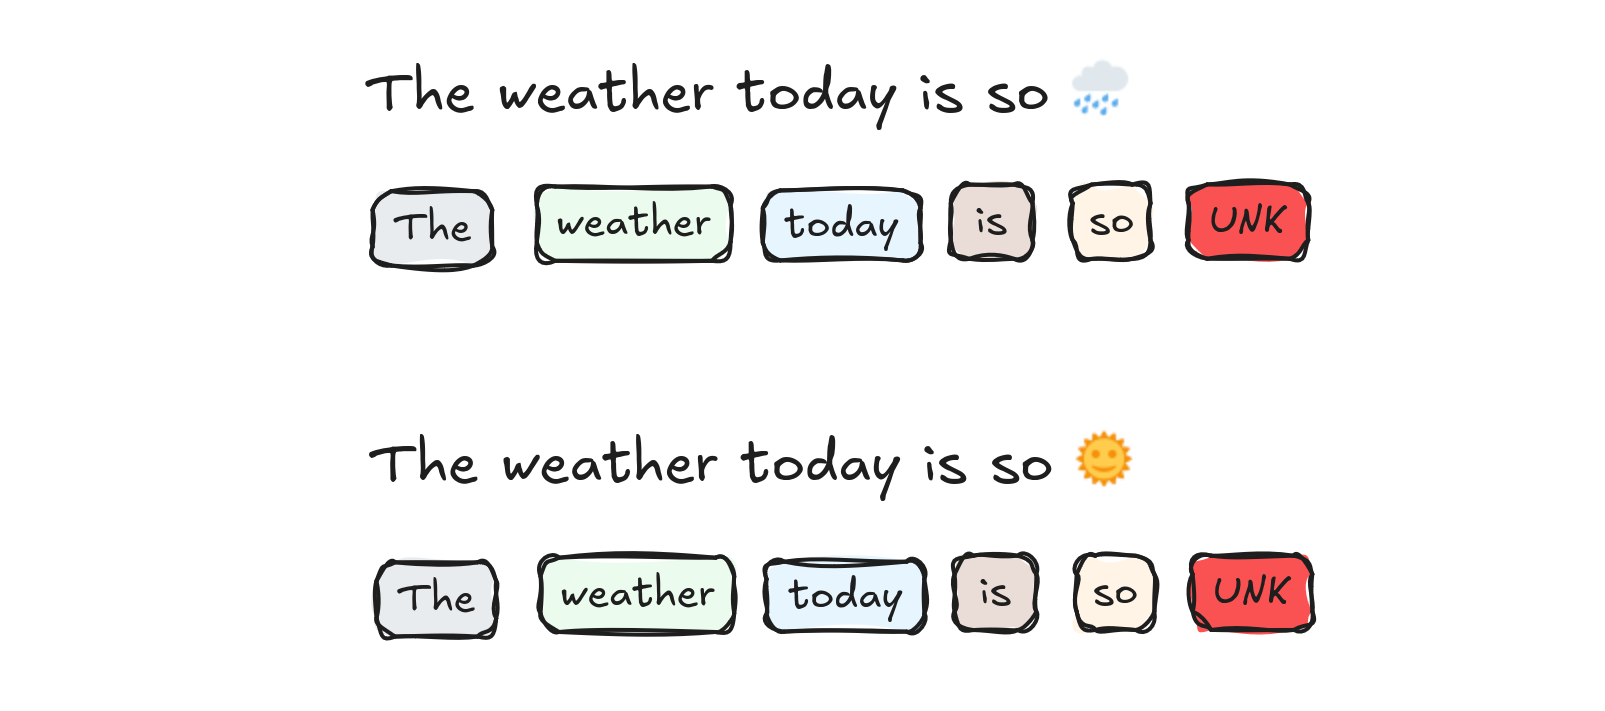 The weather today is so 🌧️
The weather today is so UNK
The weather today is so 🌞
The weather today is so UNK